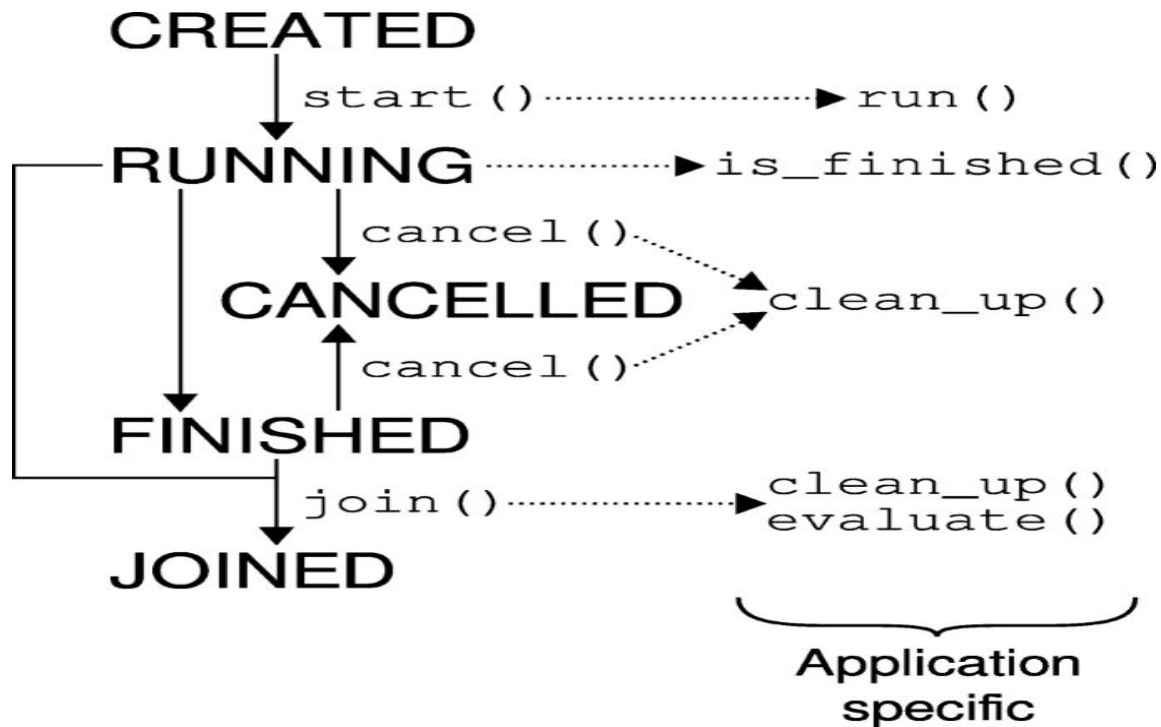 CREATED
start() run()
RUNNING is_finished()
cancel()
CANCELLED clean_up()
cancel()
FINISHED
join() clean_up()
evaluate()
JOINED
Application
specific